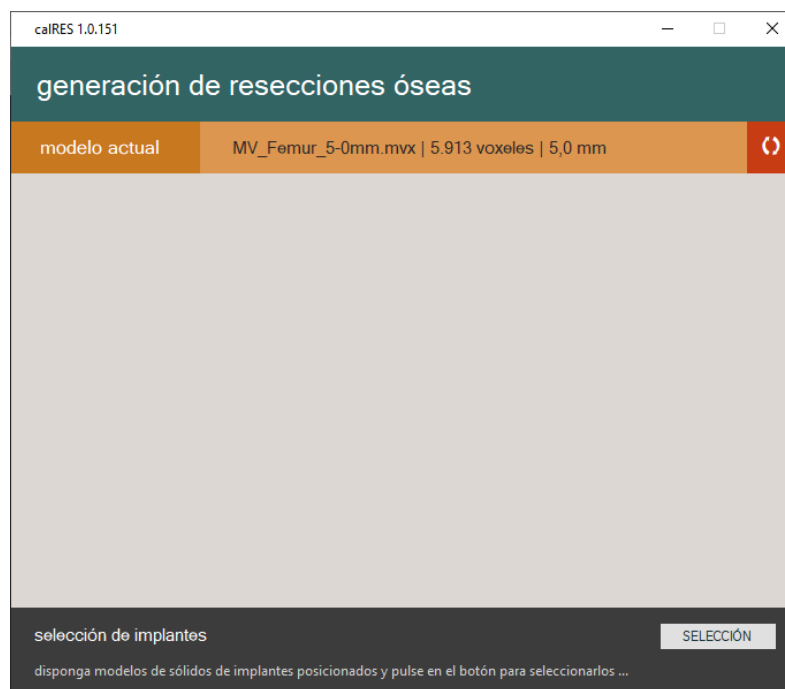 calRES 1.0.151
generación de resecciones óseas
modelo actual
MV_Femur_5-0mm.mvx | 5.913 voxeles | 5,0 mm
selección de implantes
SELECCIÓN
disponga modelos de sólidos de implantes posicionados y pulse en el botón para seleccionarlos ...